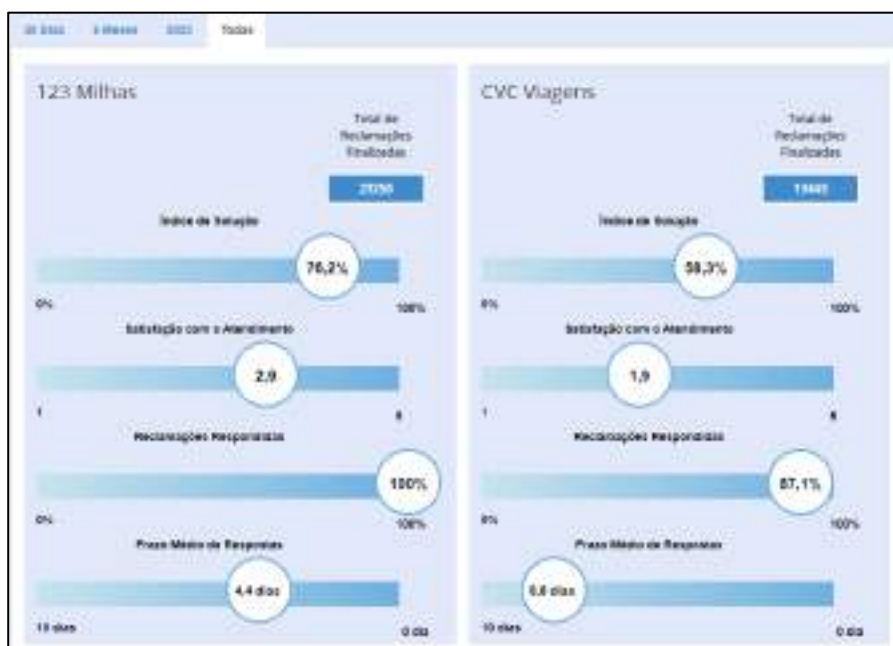 Todas
123 Milhas
Total de
Reclamações
Finalizadas
Índice de Solução
76,2%
0%
100%
Satisfação com o Atendimento
2,9
1
Reclamações Respondidas
100%
0%
100%
Prazo Médio de Respostas
4,4 dias
10 dias
0 dia
CVC Viagens
Total de
Reclamações
Finalizadas
Índice de Solução
58,3%
0%
100%
Satisfação com o Atendimento
1,9
1
Reclamações Respondidas
87,1%
0%
100%
Prazo Médio de Respostas
dias
10 dias
0 dia